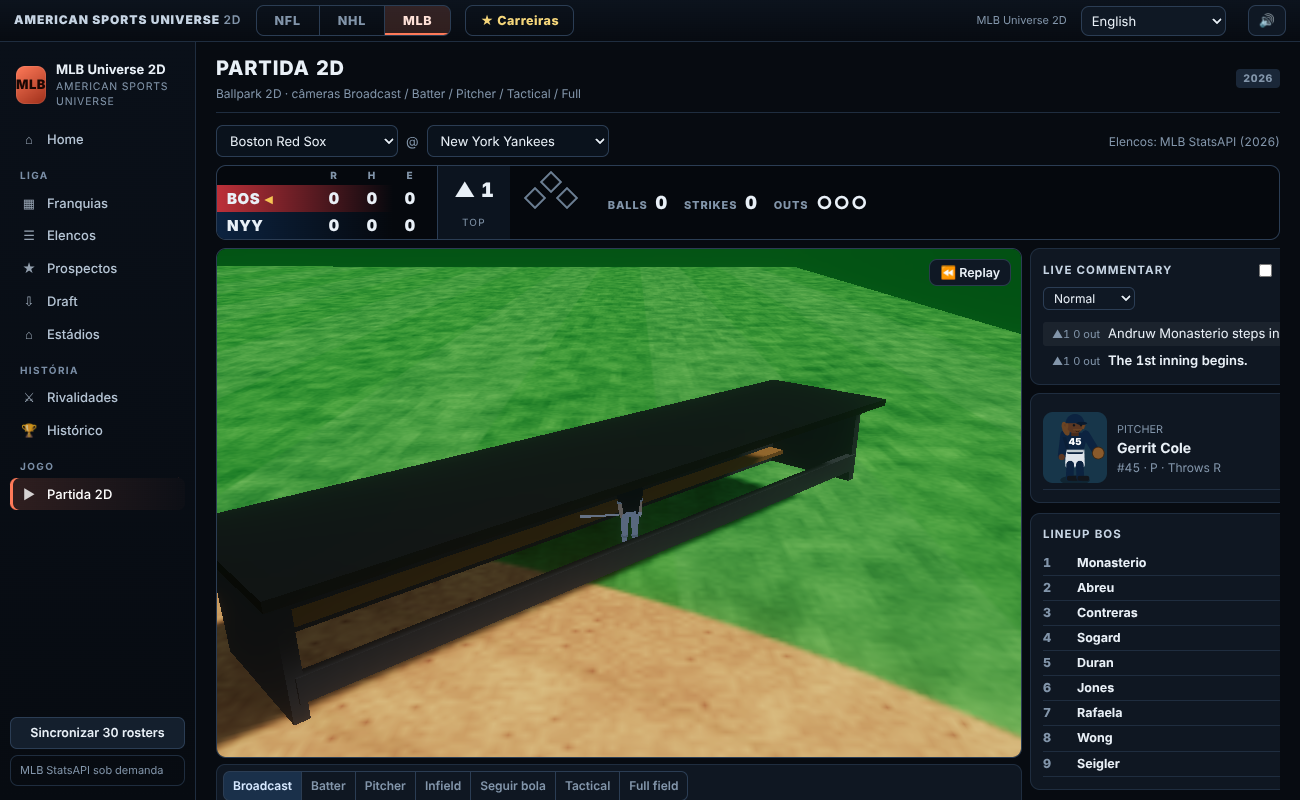 AMERICAN SPORTS UNIVERSE 2D
NFL
NHL
MLB
★ Carreiras
MLB Universe 2D
English
MLB
MLB Universe 2D
AMERICAN SPORTS
UNIVERSE
Home
LIGA
Franquias
Elencos
Prospectos
Draft
Estádios
HISTÓRIA
Rivalidades
Histórico
JOGO
Partida 2D
Sincronizar 30 rosters
MLB StatsAPI sob demanda
PARTIDA 2D
Ballpark 2D · câmeras Broadcast / Batter / Pitcher / Tactical / Full
2026
Boston Red Sox
@
New York Yankees
Elencos: MLB StatsAPI (2026)
R H E
BOS ◂ 0 0 0
NYY 0 0 0
▲ 1
TOP
BALLS 0 STRIKES 0 OUTS
⏪ Replay
Broadcast
Batter
Pitcher
Infield
Seguir bola
Tactical
Full field
LIVE COMMENTARY
Normal
▲1 0 out Andruw Monasterio steps in
▲1 0 out The 1st inning begins.
45
PITCHER
Gerrit Cole
#45 · P · Throws R
LINEUP BOS
1 Monasterio
2 Abreu
3 Contreras
4 Sogard
5 Duran
6 Jones
7 Rafaela
8 Wong
9 Seigler